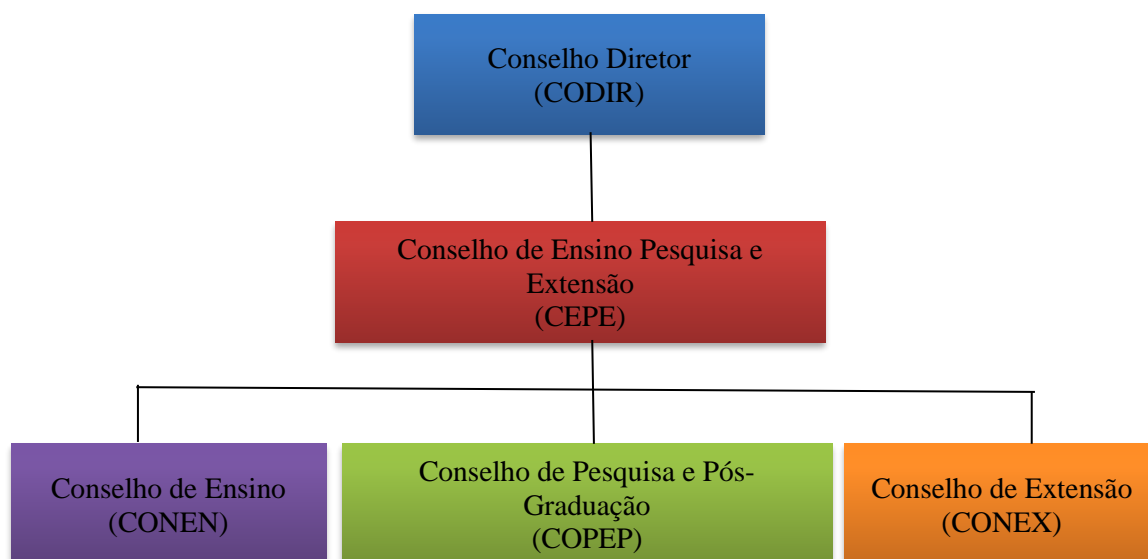 Conselho Diretor
(CODIR)
Conselho de Ensino Pesquisa e
Extensão
(CEPE)
Conselho de Ensino
(CONEN)
Conselho de Pesquisa e Pós-
Graduação
(COPEP)
Conselho de Extensão
(CONEX)